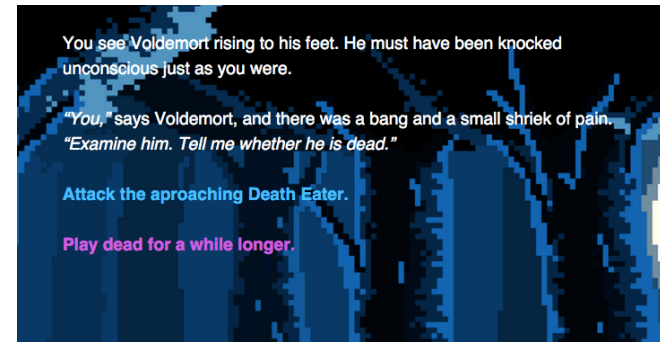 You see Voldemort rising to his feet. He must have been knocked
unconscious just as you were.
“You,” says Voldemort, and there was a bang and a small shriek of pain.
“Examine him. Tell me whether he is dead.”
Attack the aproaching Death Eater.
Play dead for a while longer.